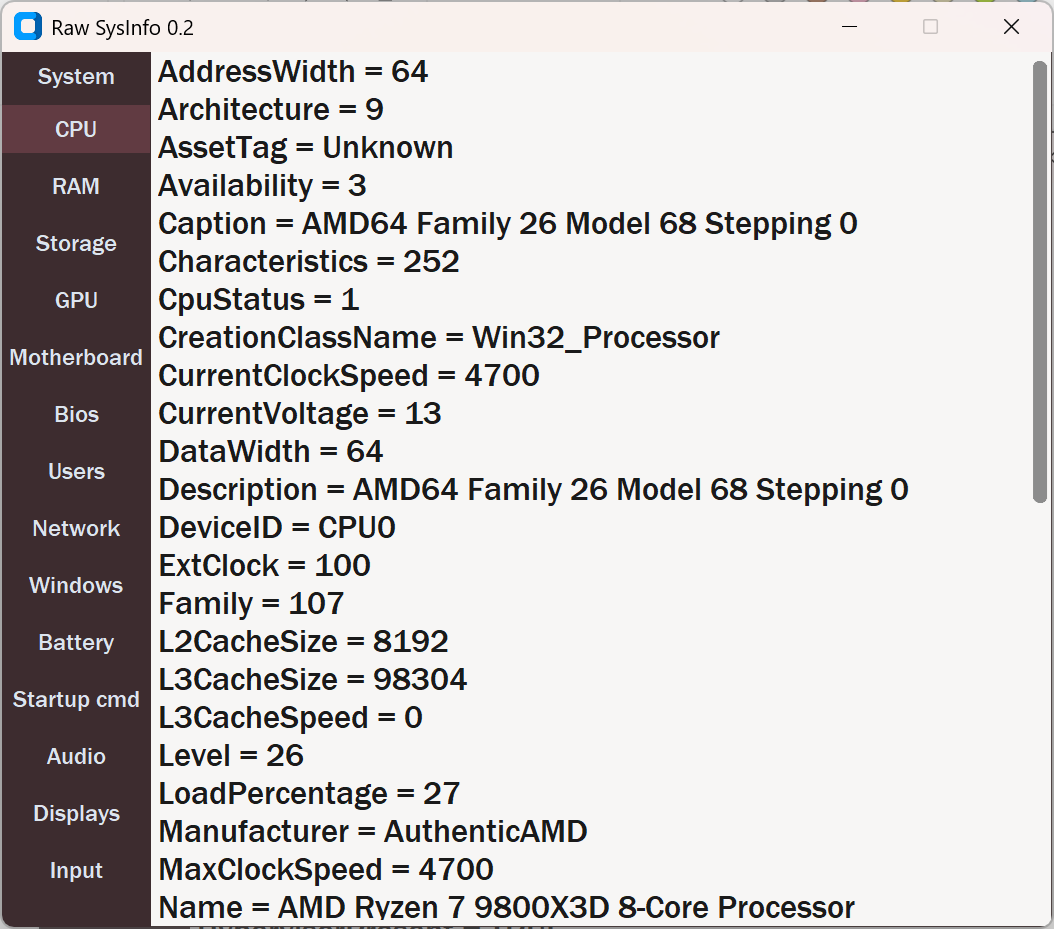 Raw SysInfo 0.2
System
CPU
RAM
Storage
GPU
Motherboard
Bios
Users
Network
Windows
Battery
Startup cmd
Audio
Displays
Input
AddressWidth = 64
Architecture = 9
AssetTag = Unknown
Availability = 3
Caption = AMD64 Family 26 Model 68 Stepping 0
Characteristics = 252
CpuStatus = 1
CreationClassName = Win32_Processor
CurrentClockSpeed = 4700
CurrentVoltage = 13
DataWidth = 64
Description = AMD64 Family 26 Model 68 Stepping 0
DeviceID = CPU0
ExtClock = 100
Family = 107
L2CacheSize = 8192
L3CacheSize = 98304
L3CacheSpeed = 0
Level = 26
LoadPercentage = 27
Manufacturer = AuthenticAMD
MaxClockSpeed = 4700
Name = AMD Ryzen 7 9800X3D 8-Core Processor